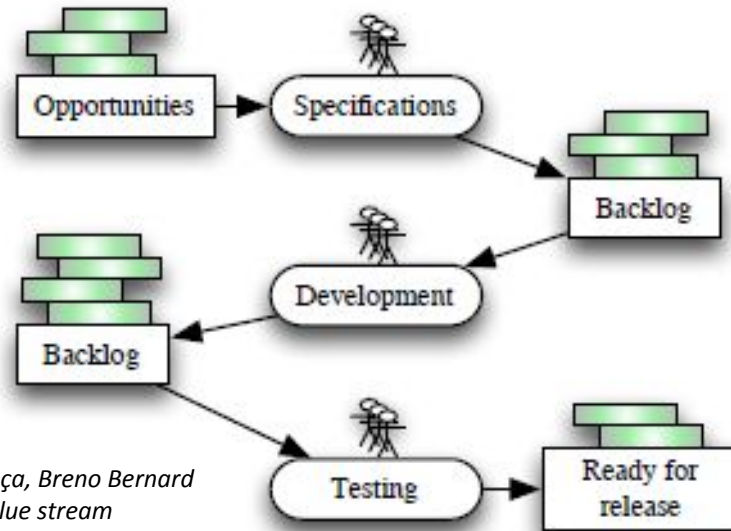 Opportunities
Specifications
Backlog
Development
Backlog
Testing
Ready for
release
ça, Breno Bernard
lue stream